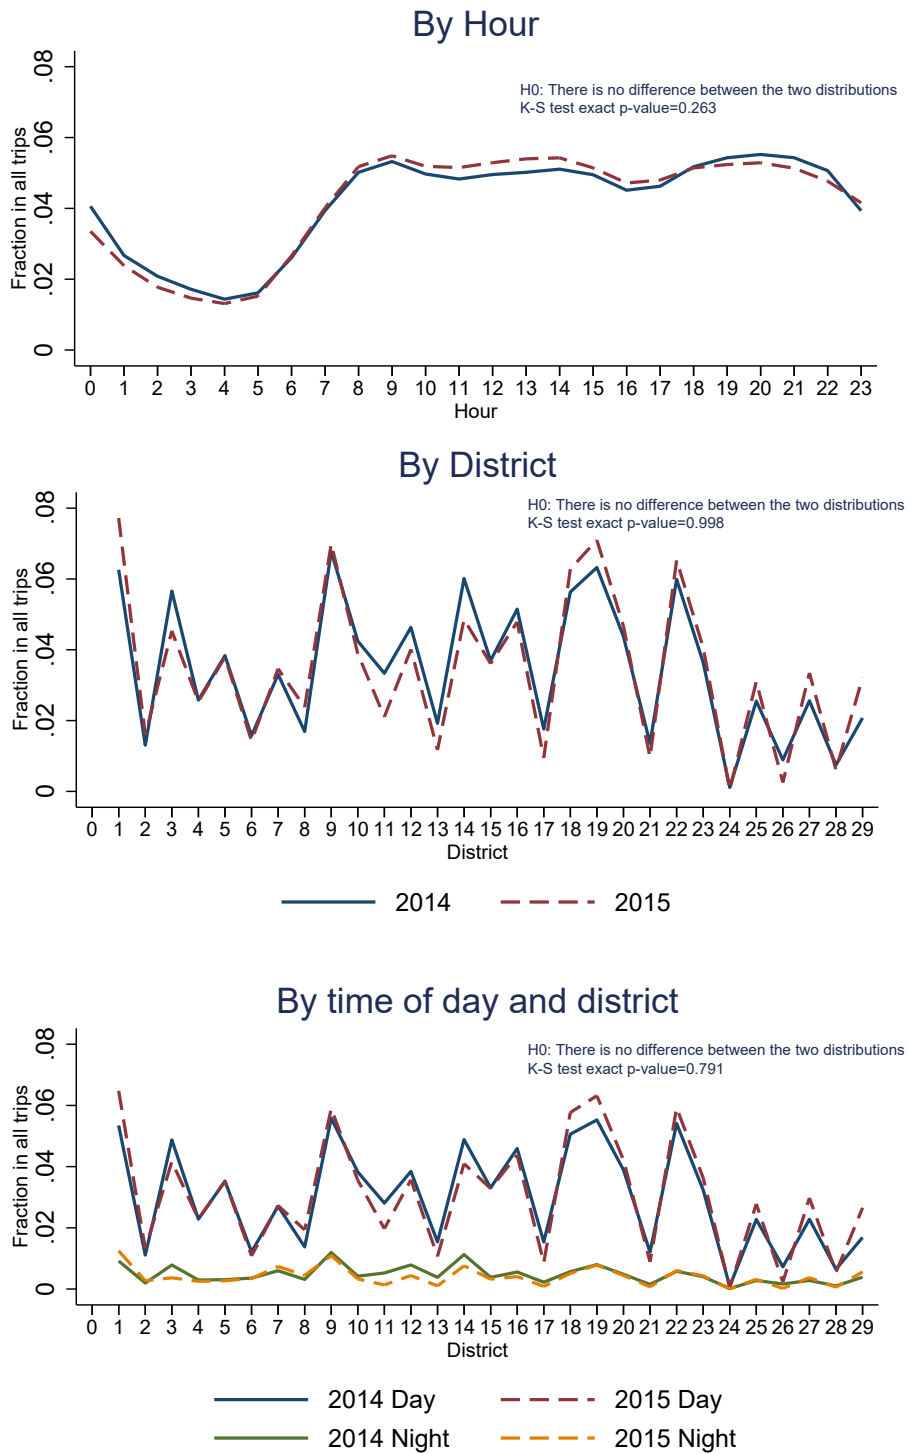 By Hour
H0: There is no difference between the two distributions
K-S test exact p-value=0.263
Fraction in all trips
.08
.06
.04
.02
0
0 1 2 3 4 5 6 7 8 9 10 11 12 13 14 15 16 17 18 19 20 21 22 23
Hour
By District
H0: There is no difference between the two distributions
K-S test exact p-value=0.998
Fraction in all trips
.08
.06
.04
.02
0
0 1 2 3 4 5 6 7 8 9 10 11 12 13 14 15 16 17 18 19 20 21 22 23 24 25 26 27 28 29
District
2014 2015
By time of day and district
H0: There is no difference between the two distributions
K-S test exact p-value=0.791
Fraction in all trips
.08
.06
.04
.02
0
0 1 2 3 4 5 6 7 8 9 10 11 12 13 14 15 16 17 18 19 20 21 22 23 24 25 26 27 28 29
District
2014 Day 2015 Day
2014 Night 2015 Night